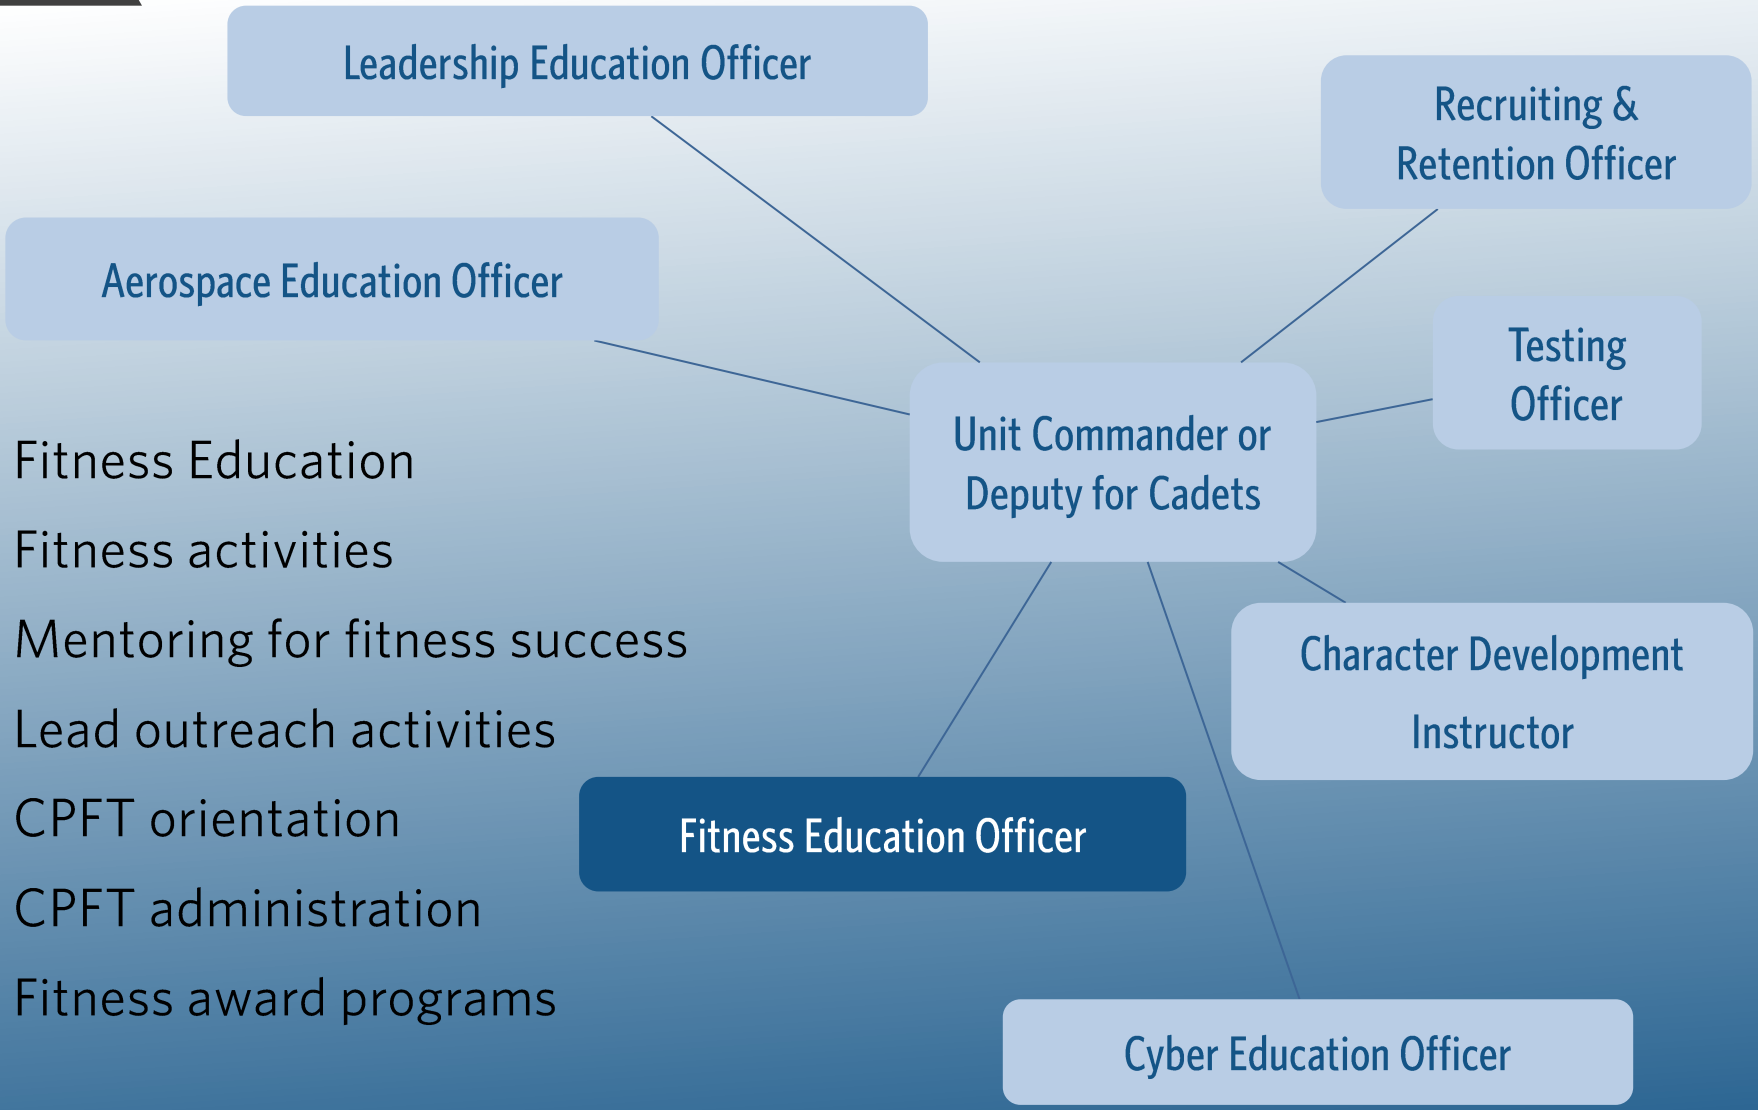 Leadership Education Officer
Recruiting &
Retention Officer
Aerospace Education Officer
Testing
Officer
Unit Commander or
Deputy for Cadets
Fitness Education
Fitness activities
Mentoring for fitness success
Lead outreach activities
CPFT orientation
CPFT administration
Fitness award programs
Character Development
Instructor
Fitness Education Officer
Cyber Education Officer